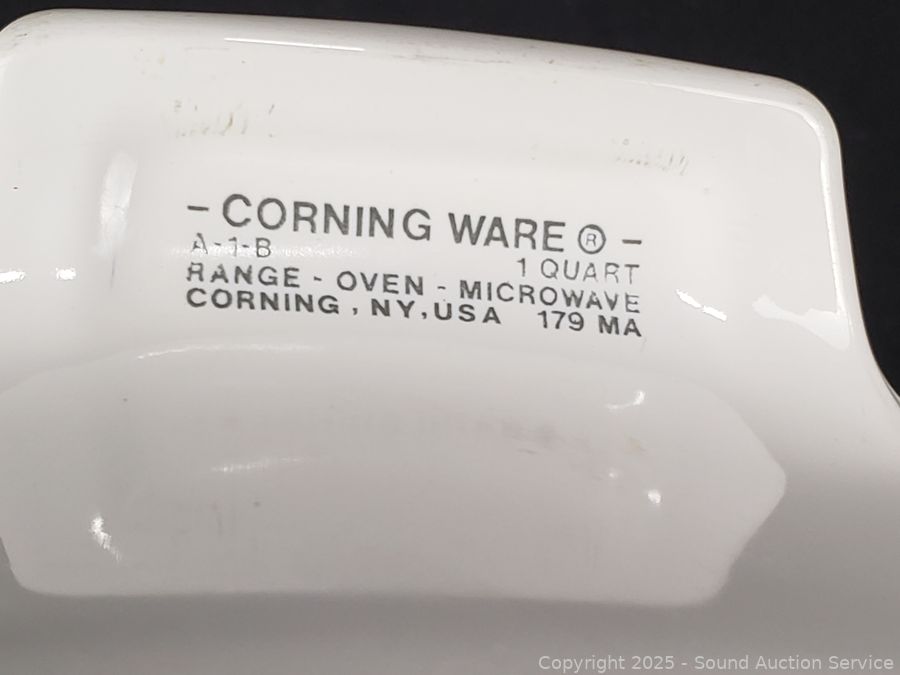 - CORNING WARE ® -
A-1-B 1 QUART
RANGE - OVEN - MICROWAVE
CORNING, NY, USA 179 MA
Copyright © 2025 - Sound Auction Service